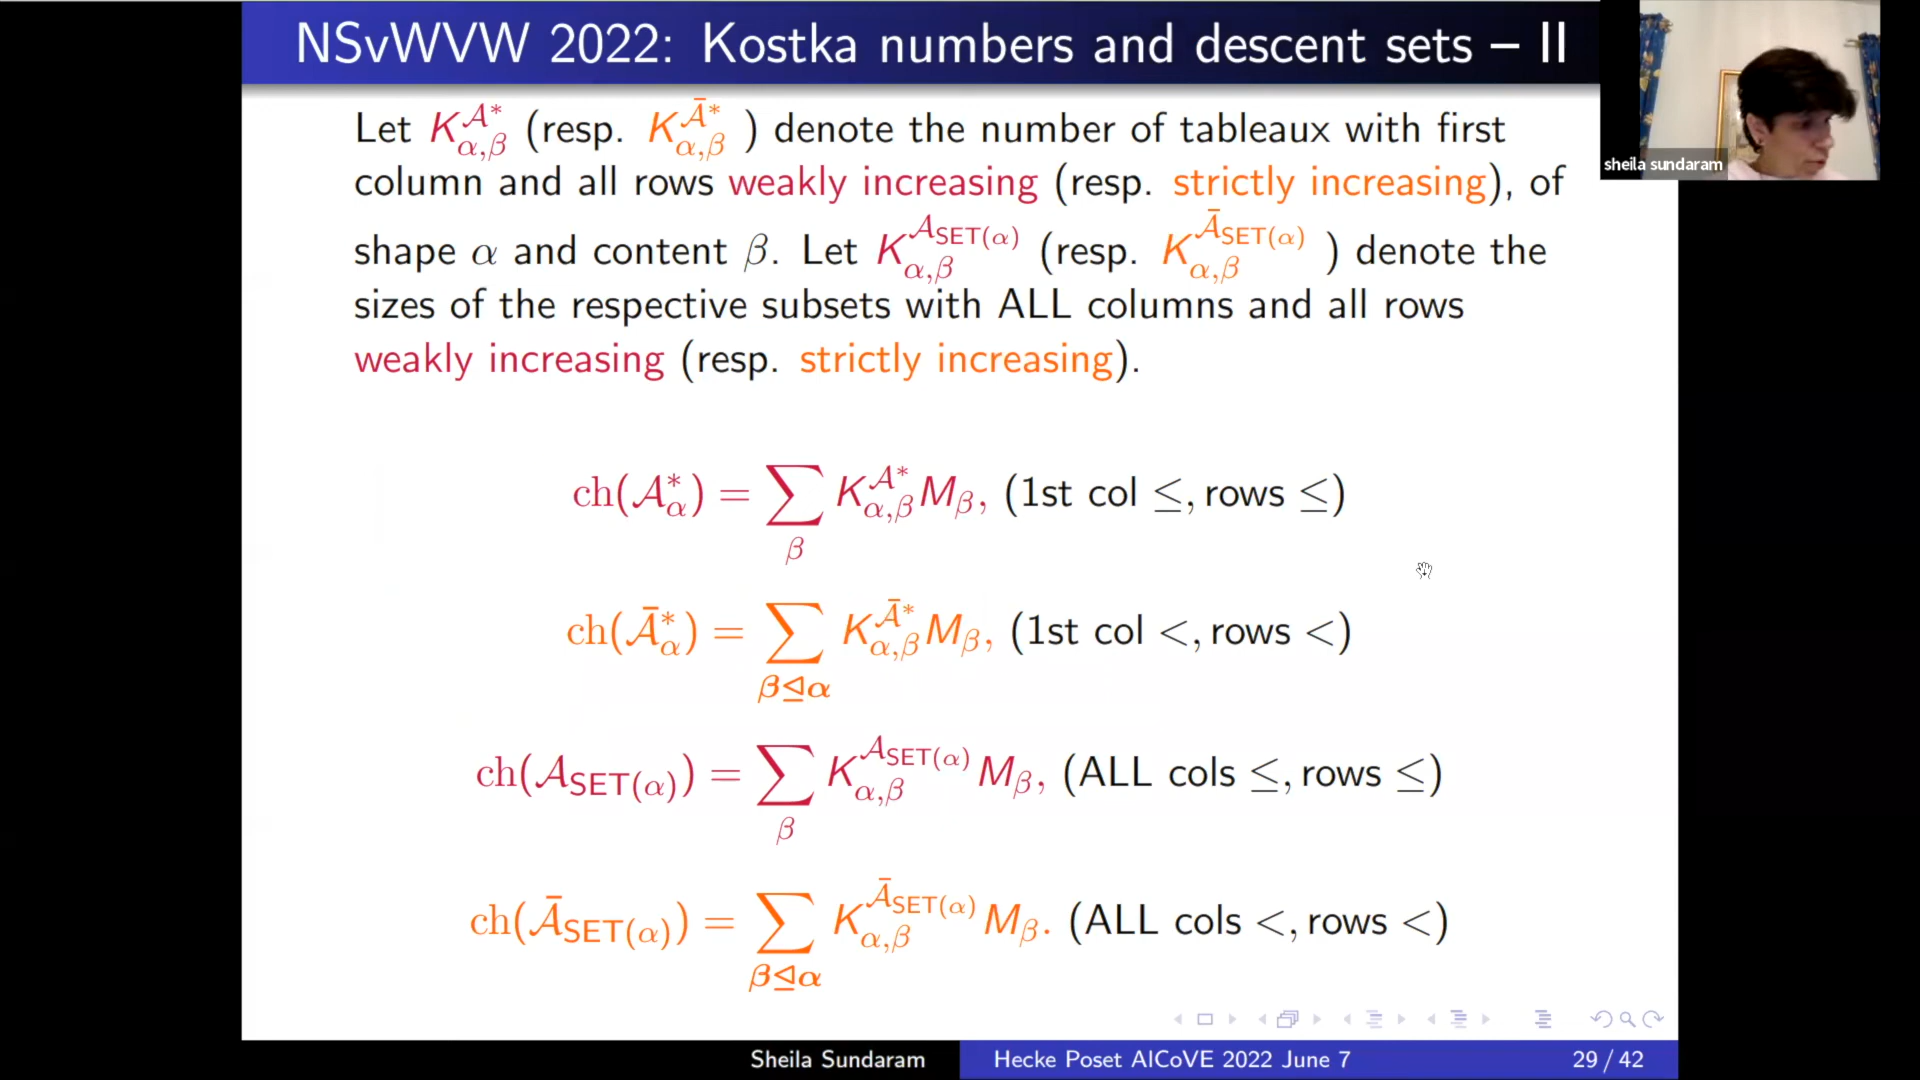 NSvWVW 2022: Kostka numbers and descent sets – II
Let K^{𝒜*}_{α,β} (resp. K^{𝒜̄*}_{α,β} ) denote the number of tableaux with first
column and all rows weakly increasing (resp. strictly increasing), of
shape α and content β. Let K^{𝒜_{SET(α)}}_{α,β} (resp. K^{𝒜̄_{SET(α)}}_{α,β} ) denote the
sizes of the respective subsets with ALL columns and all rows
weakly increasing (resp. strictly increasing).
ch(𝒜*_α) = ∑_β K^{𝒜*}_{α,β} M_β, (1st col ≤, rows ≤)
ch(𝒜̄*_α) = ∑_{β⊴α} K^{𝒜̄*}_{α,β} M_β, (1st col <, rows <)
ch(𝒜_{SET(α)}) = ∑_β K^{𝒜_{SET(α)}}_{α,β} M_β, (ALL cols ≤, rows ≤)
ch(𝒜̄_{SET(α)}) = ∑_{β⊴α} K^{𝒜̄_{SET(α)}}_{α,β} M_β. (ALL cols <, rows <)
Sheila Sundaram Hecke Poset AlCoVE 2022 June 7 29 / 42
sheila sundaram